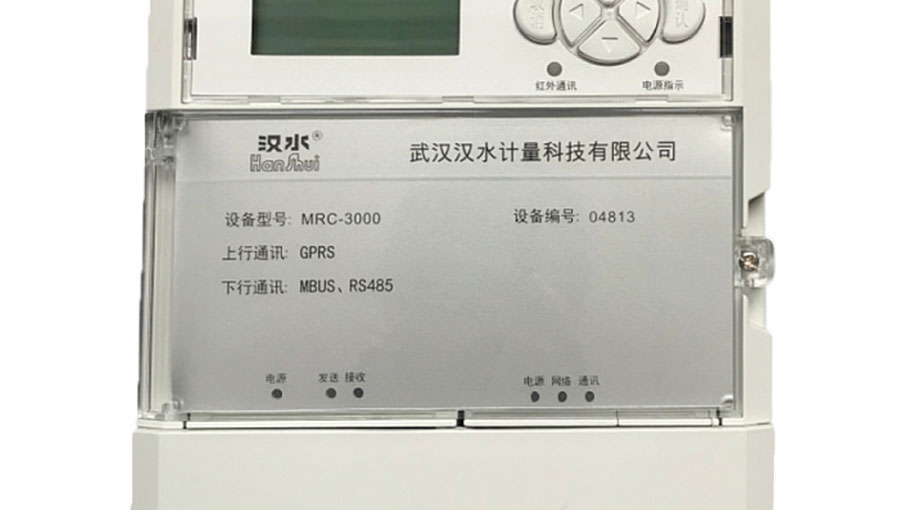 红外通讯 电源指示
汉水®
HanShui
武汉汉水计量科技有限公司
设备型号: MRC-3000 设备编号: 04813
上行通讯: GPRS
下行通讯: MBUS、RS485
电源 发送 接收 电源 网络 通讯